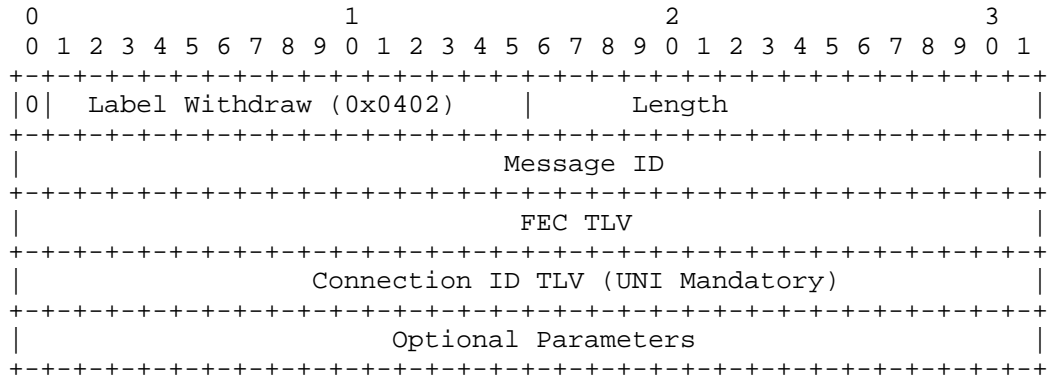 0                   1                   2                   3
 0 1 2 3 4 5 6 7 8 9 0 1 2 3 4 5 6 7 8 9 0 1 2 3 4 5 6 7 8 9 0 1
+-+-+-+-+-+-+-+-+-+-+-+-+-+-+-+-+-+-+-+-+-+-+-+-+-+-+-+-+-+-+-+-+
|0|  Label Withdraw (0x0402)    |      Length                   |
+-+-+-+-+-+-+-+-+-+-+-+-+-+-+-+-+-+-+-+-+-+-+-+-+-+-+-+-+-+-+-+-+
|                              Message ID                       |
+-+-+-+-+-+-+-+-+-+-+-+-+-+-+-+-+-+-+-+-+-+-+-+-+-+-+-+-+-+-+-+-+
|                               FEC TLV                         |
+-+-+-+-+-+-+-+-+-+-+-+-+-+-+-+-+-+-+-+-+-+-+-+-+-+-+-+-+-+-+-+-+
|                  Connection ID TLV (UNI Mandatory)            |
+-+-+-+-+-+-+-+-+-+-+-+-+-+-+-+-+-+-+-+-+-+-+-+-+-+-+-+-+-+-+-+-+
|                       Optional Parameters                     |
+-+-+-+-+-+-+-+-+-+-+-+-+-+-+-+-+-+-+-+-+-+-+-+-+-+-+-+-+-+-+-+-+